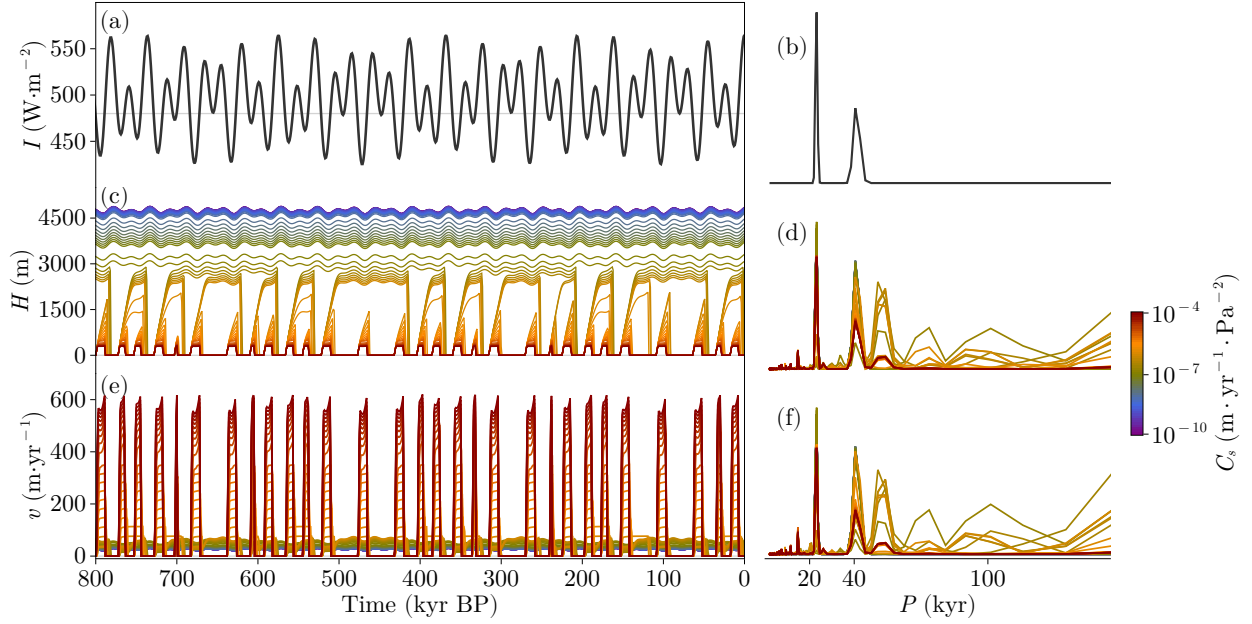 (a)
I (W·m⁻²)
550
500
450
(b)
(c)
H (m)
4500
3000
1500
0
(d)
(e)
v (m·yr⁻¹)
600
400
200
0
800 700 600 500 400 300 200 100 0
Time (kyr BP)
(f)
20 40 100
P (kyr)
10⁻⁴
10⁻⁷
10⁻¹⁰
Cₛ (m · yr⁻¹ · Pa⁻²)